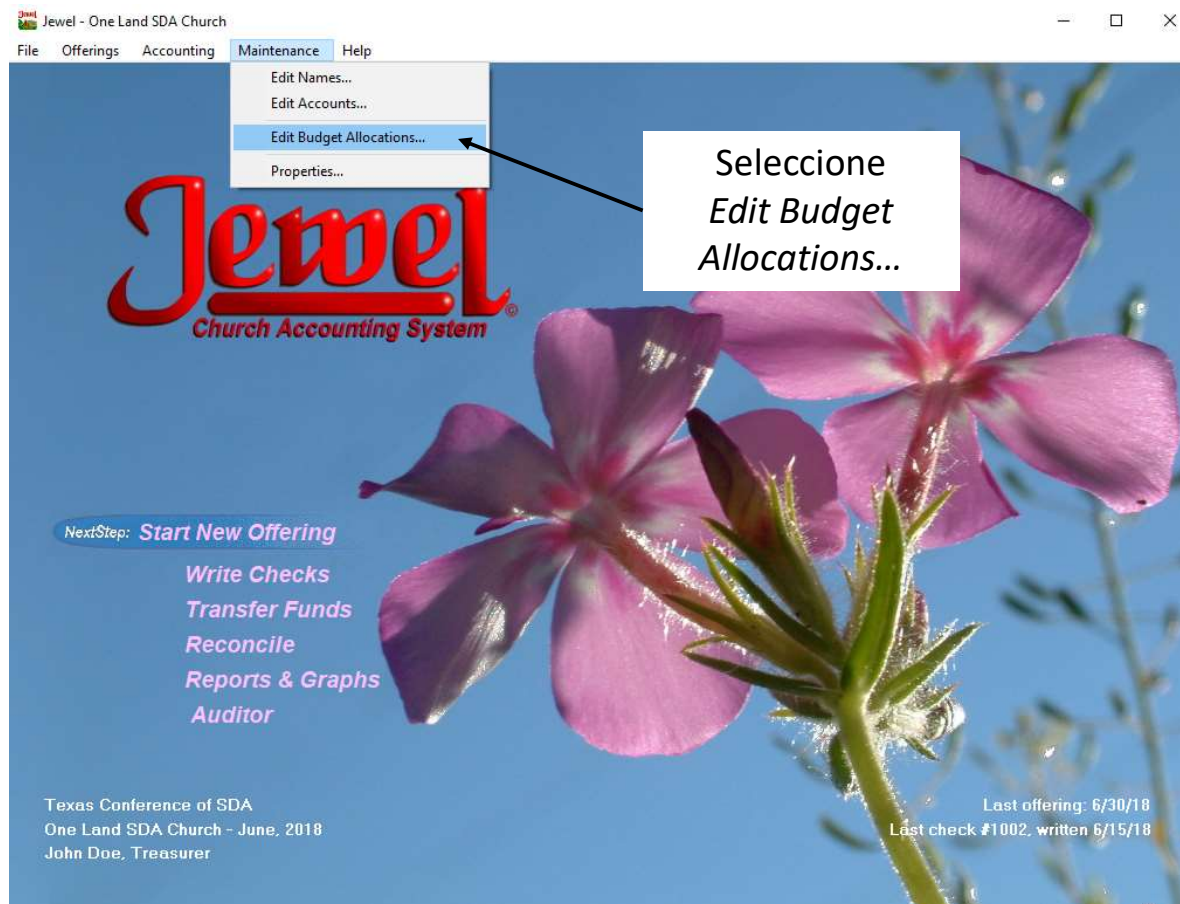 Jewel - One Land SDA Church
File Offerings Accounting Maintenance Help
Edit Names...
Edit Accounts...
Edit Budget Allocations...
Properties...
Seleccione
Edit Budget
Allocations…
Jewel
©
Church Accounting System
NextStep: Start New Offering
Write Checks
Transfer Funds
Reconcile
Reports & Graphs
Auditor
Texas Conference of SDA
One Land SDA Church - June, 2018
John Doe, Treasurer
Last offering: 6/30/18
Last check #1002, written 6/15/18